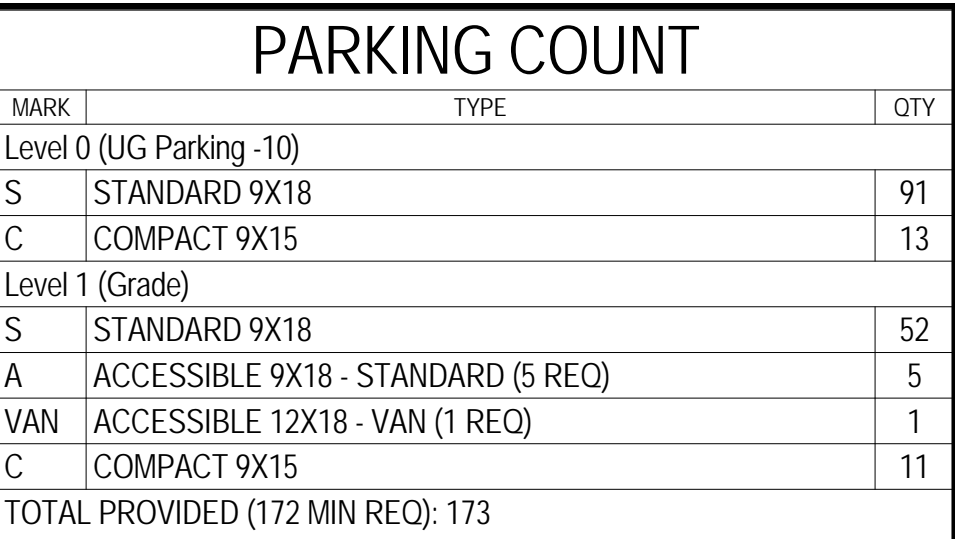 PARKING COUNT
MARK TYPE QTY
Level 0 (UG Parking -10)
S STANDARD 9X18 91
C COMPACT 9X15 13
Level 1 (Grade)
S STANDARD 9X18 52
A ACCESSIBLE 9X18 - STANDARD (5 REQ) 5
VAN ACCESSIBLE 12X18 - VAN (1 REQ) 1
C COMPACT 9X15 11
TOTAL PROVIDED (172 MIN REQ): 173